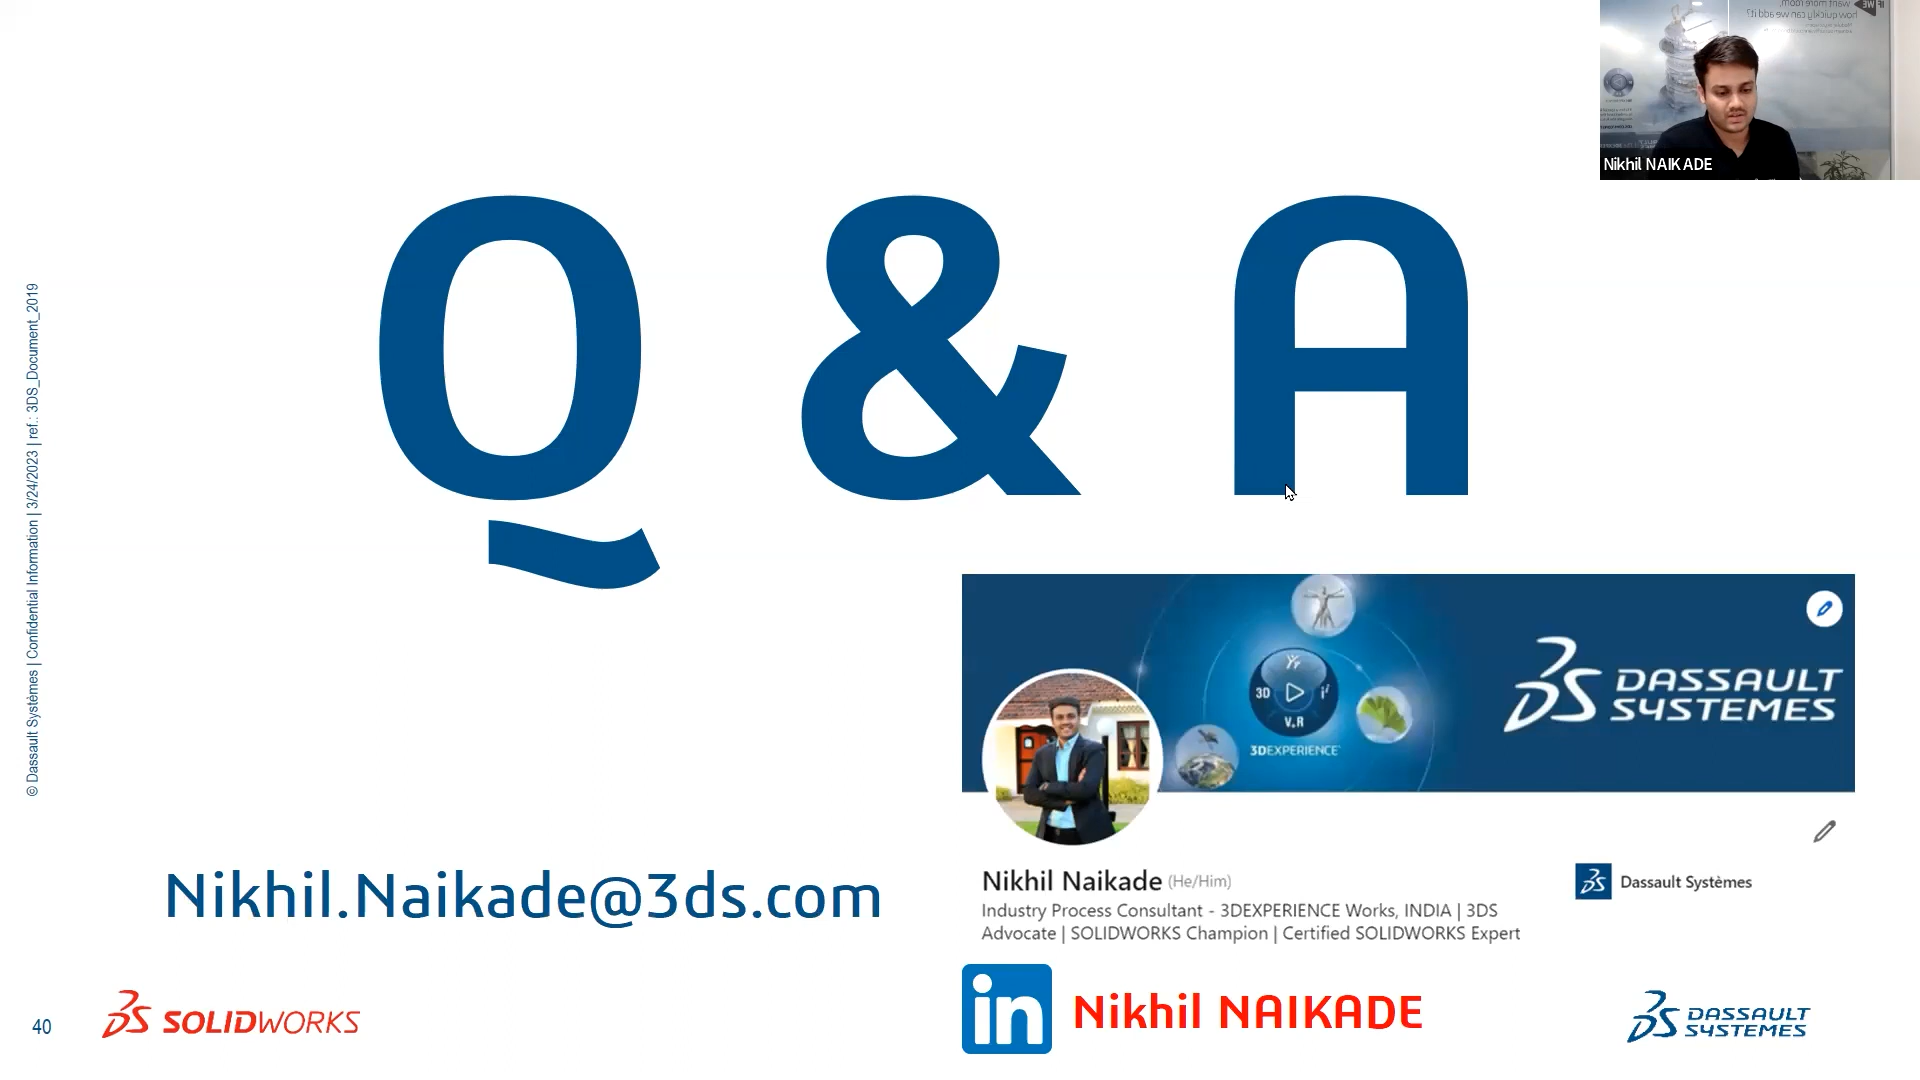 Nikhil NAIKADE
Q & A
© Dassault Systèmes | Confidential Information | 3/24/2023 | ref.: 3DS_Document_2019
3D
V.R
3DEXPERIENCE
DASSAULT
SYSTEMES
Nikhil.Naikade@3ds.com
Nikhil Naikade (He/Him)
Dassault Systèmes
Industry Process Consultant - 3DEXPERIENCE Works, INDIA | 3DS
Advocate | SOLIDWORKS Champion | Certified SOLIDWORKS Expert
in Nikhil NAIKADE
40
SOLIDWORKS
DASSAULT
SYSTEMES